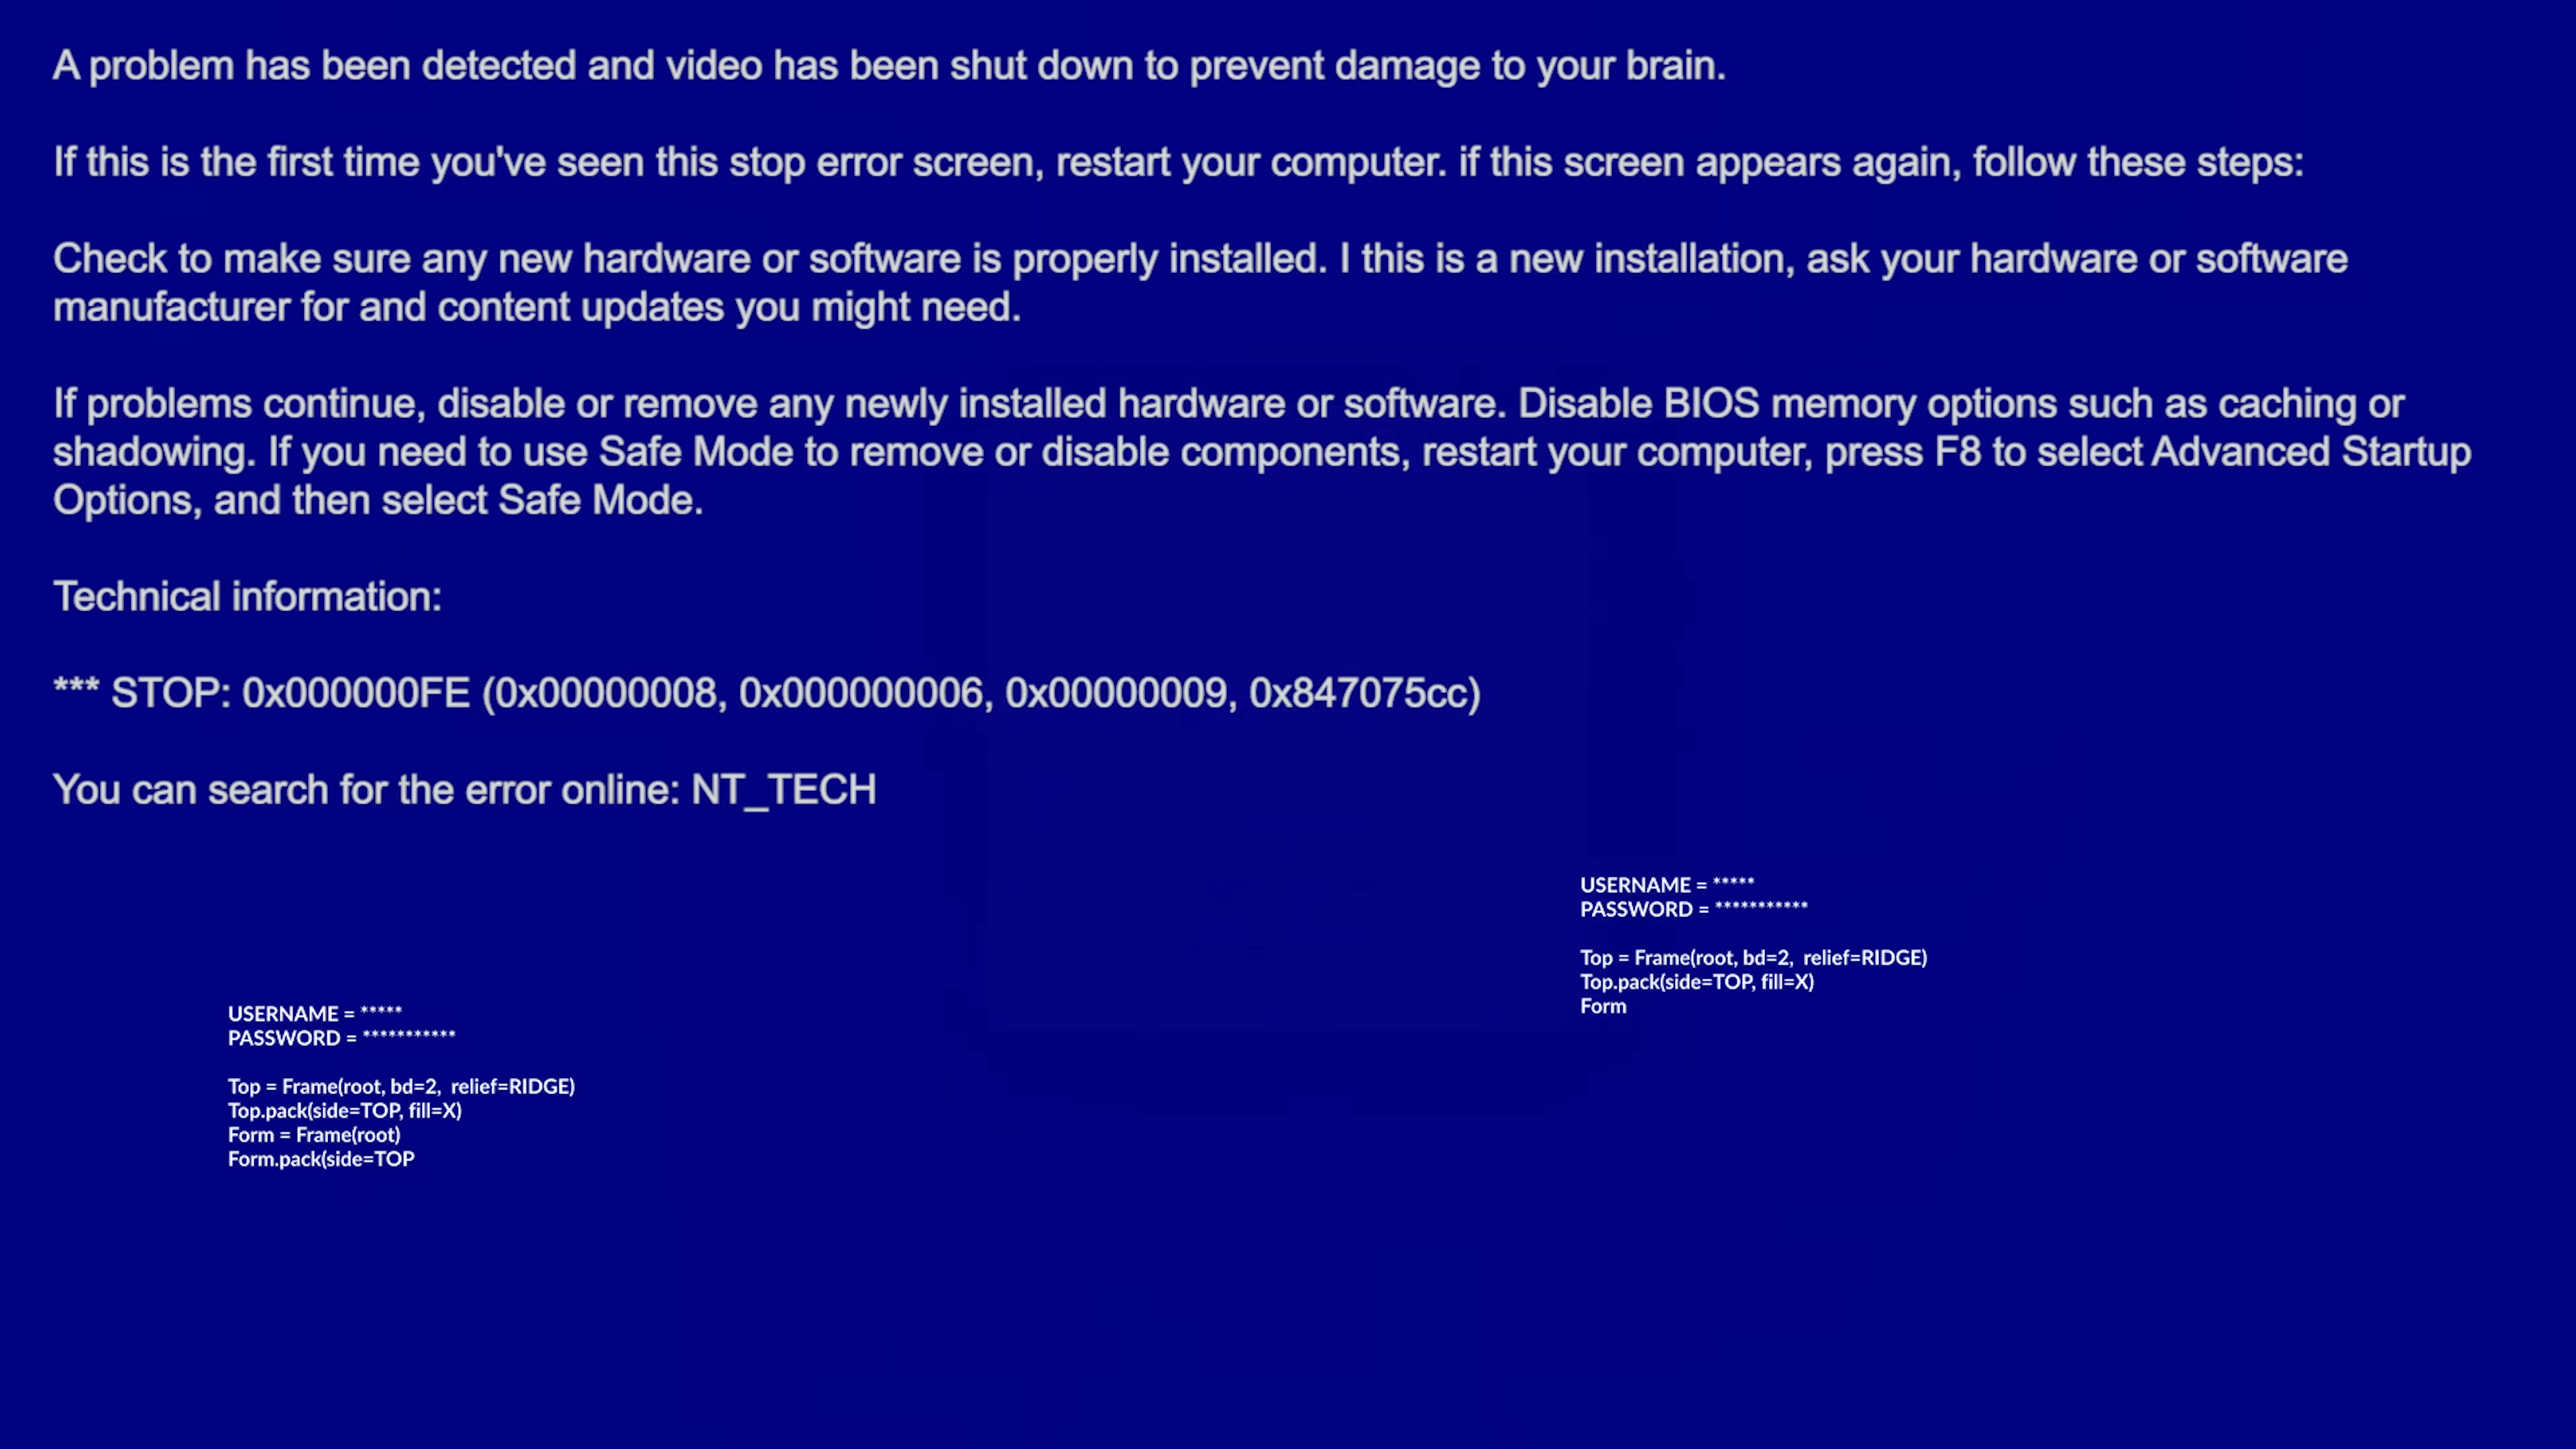 A problem has been detected and video has been shut down to prevent damage to your brain.
If this is the first time you've seen this stop error screen, restart your computer. if this screen appears again, follow these steps:
Check to make sure any new hardware or software is properly installed. I this is a new installation, ask your hardware or software
manufacturer for and content updates you might need.
If problems continue, disable or remove any newly installed hardware or software. Disable BIOS memory options such as caching or
shadowing. If you need to use Safe Mode to remove or disable components, restart your computer, press F8 to select Advanced Startup
Options, and then select Safe Mode.
Technical information:
*** STOP: 0x000000FE (0x00000008, 0x000000006, 0x00000009, 0x847075cc)
You can search for the error online: NT_TECH
USERNAME = *****
PASSWORD = ***********
Top = Frame(root, bd=2,  relief=RIDGE)
Top.pack(side=TOP, fill=X)
Form
USERNAME = *****
PASSWORD = ***********
Top = Frame(root, bd=2,  relief=RIDGE)
Top.pack(side=TOP, fill=X)
Form = Frame(root)
Form.pack(side=TOP